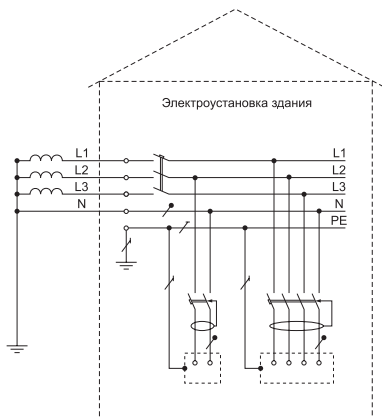 Электроустановка здания
L1 L1
L2 L2
L3 L3
N N
PE